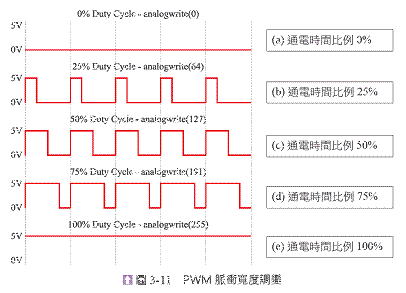 0% Duty Cycle - analogwrite(0)
5V
0V
(a) 通電時間比例 0%
25% Duty Cycle - analogwrite(64)
5V
0V
(b) 通電時間比例 25%
50% Duty Cycle - analogwrite(127)
5V
0V
(c) 通電時間比例 50%
75% Duty Cycle - analogwrite(191)
5V
0V
(d) 通電時間比例 75%
100% Duty Cycle - analogwrite(255)
5V
0V
(e) 通電時間比例 100%
圖 3-11 PWM 脈衝寬度調變